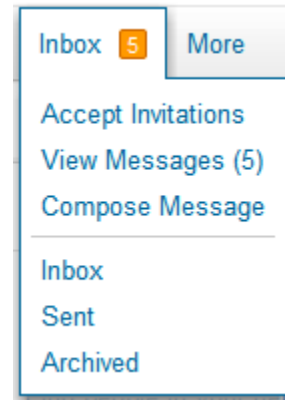 Inbox 5 More
Accept Invitations
View Messages (5)
Compose Message
Inbox
Sent
Archived